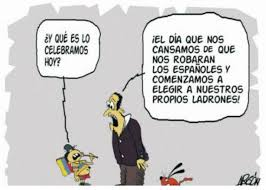 ¿Y QUÉ ES LO
CELEBRAMOS
HOY?
¡EL DÍA QUE NOS
CANSAMOS DE QUE
NOS ROBARAN
LOS ESPAÑOLES Y
COMENZAMOS A
ELEGIR A NUESTROS
PROPIOS LADRONES!